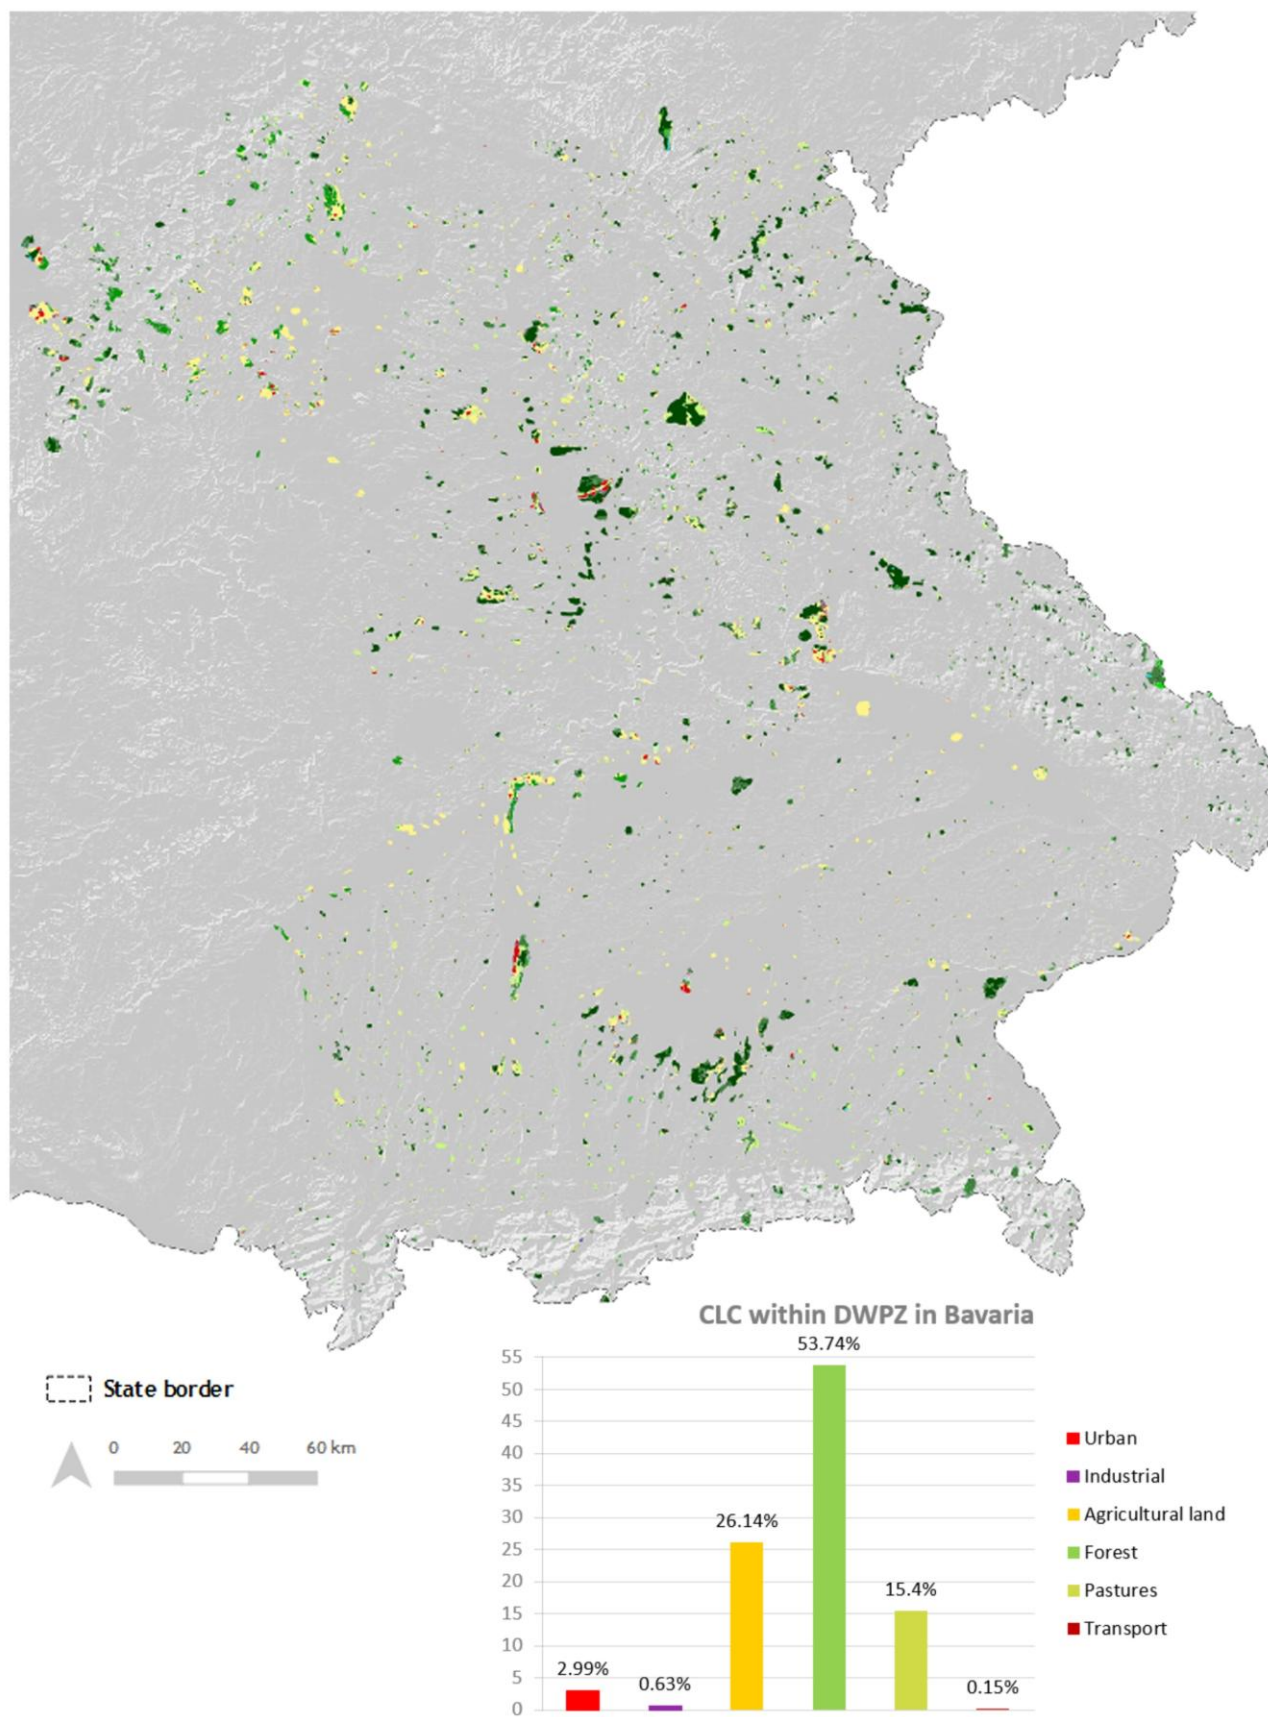 CLC within DWPZ in Bavaria
53.74%
55
50
45
40
35
30
25
20
15
10
5
0
26.14%
15.4%
2.99%
0.63%
0.15%
Urban
Industrial
Agricultural land
Forest
Pastures
Transport
State border
0 20 40 60 km